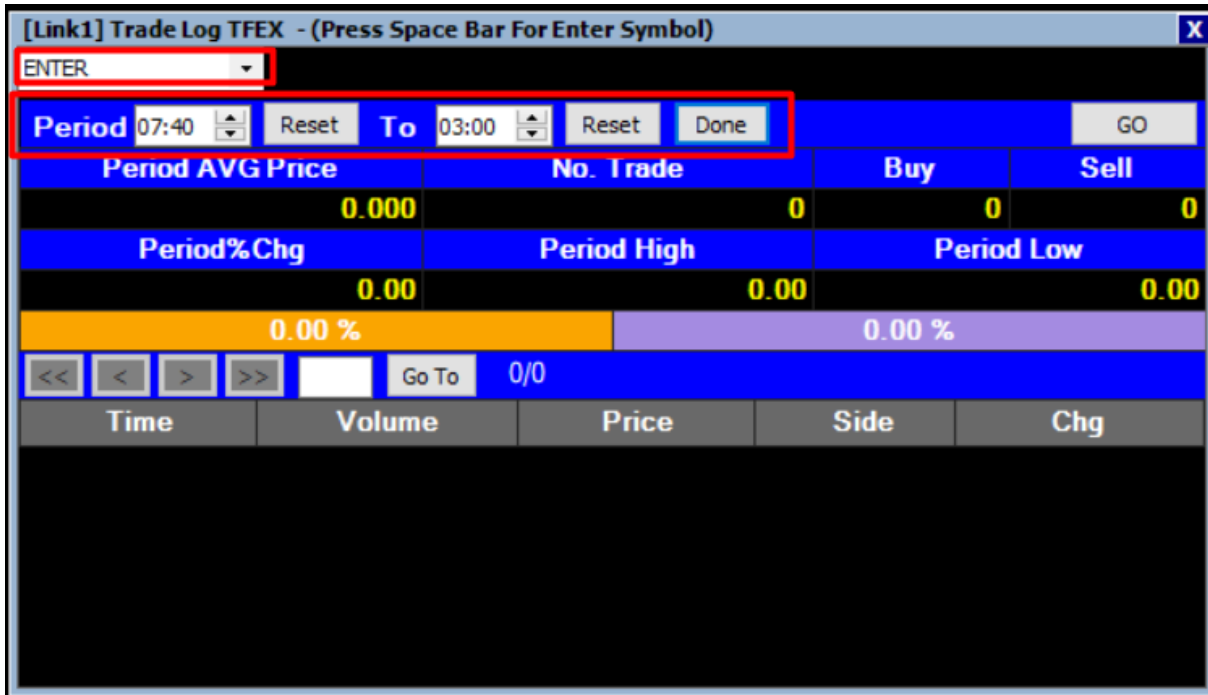 [Link1] Trade Log TFEX - (Press Space Bar For Enter Symbol) X
ENTER
Period 07:40 Reset To 03:00 Reset Done GO
Period AVG Price No. Trade Buy Sell
0.000 0 0 0
Period%Chg Period High Period Low
0.00 0.00 0.00
0.00 % 0.00 %
<< < > >> Go To 0/0
Time Volume Price Side Chg